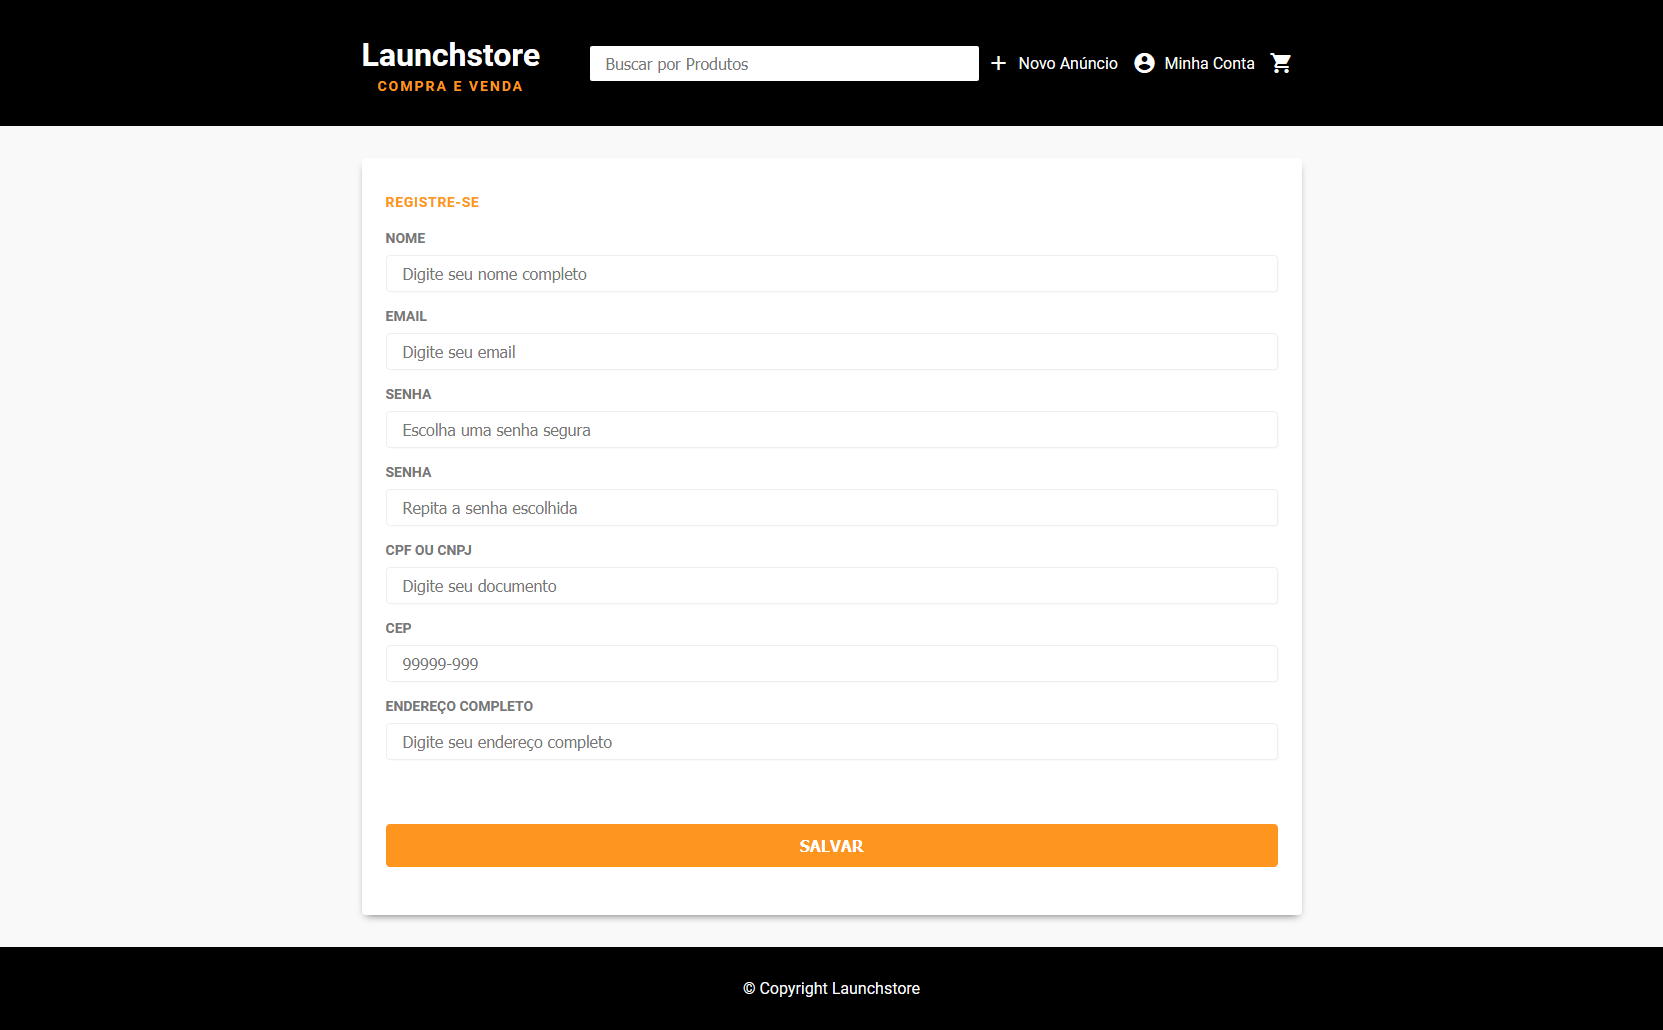 Launchstore
COMPRA E VENDA
Buscar por Produtos
Novo Anúncio
Minha Conta
REGISTRE-SE
NOME
Digite seu nome completo
EMAIL
Digite seu email
SENHA
Escolha uma senha segura
SENHA
Repita a senha escolhida
CPF OU CNPJ
Digite seu documento
CEP
99999-999
ENDEREÇO COMPLETO
Digite seu endereço completo
SALVAR
© Copyright Launchstore